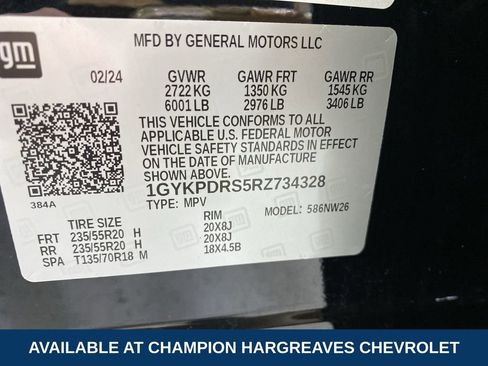 gm
MFD BY GENERAL MOTORS LLC
02/24 GVWR GAWR FRT GAWR RR
2722 KG 1350 KG 1545 KG
6001 LB 2976 LB 3406 LB
THIS VEHICLE CONFORMS TO ALL
APPLICABLE U.S. FEDERAL MOTOR
VEHICLE SAFETY STANDARDS IN EFFECT
ON THE DATE OF MANUFACTURE
SHOWN ABOVE.
1GYKPDRS5RZ734328
384A TYPE: MPV MODEL: 586NW26
TIRE SIZE RIM
FRT 235/55R20 H 20X8J
RR 235/55R20 H 20X8J
SPA T135/70R18 M 18X4.5B
AVAILABLE AT CHAMPION HARGREAVES CHEVROLET